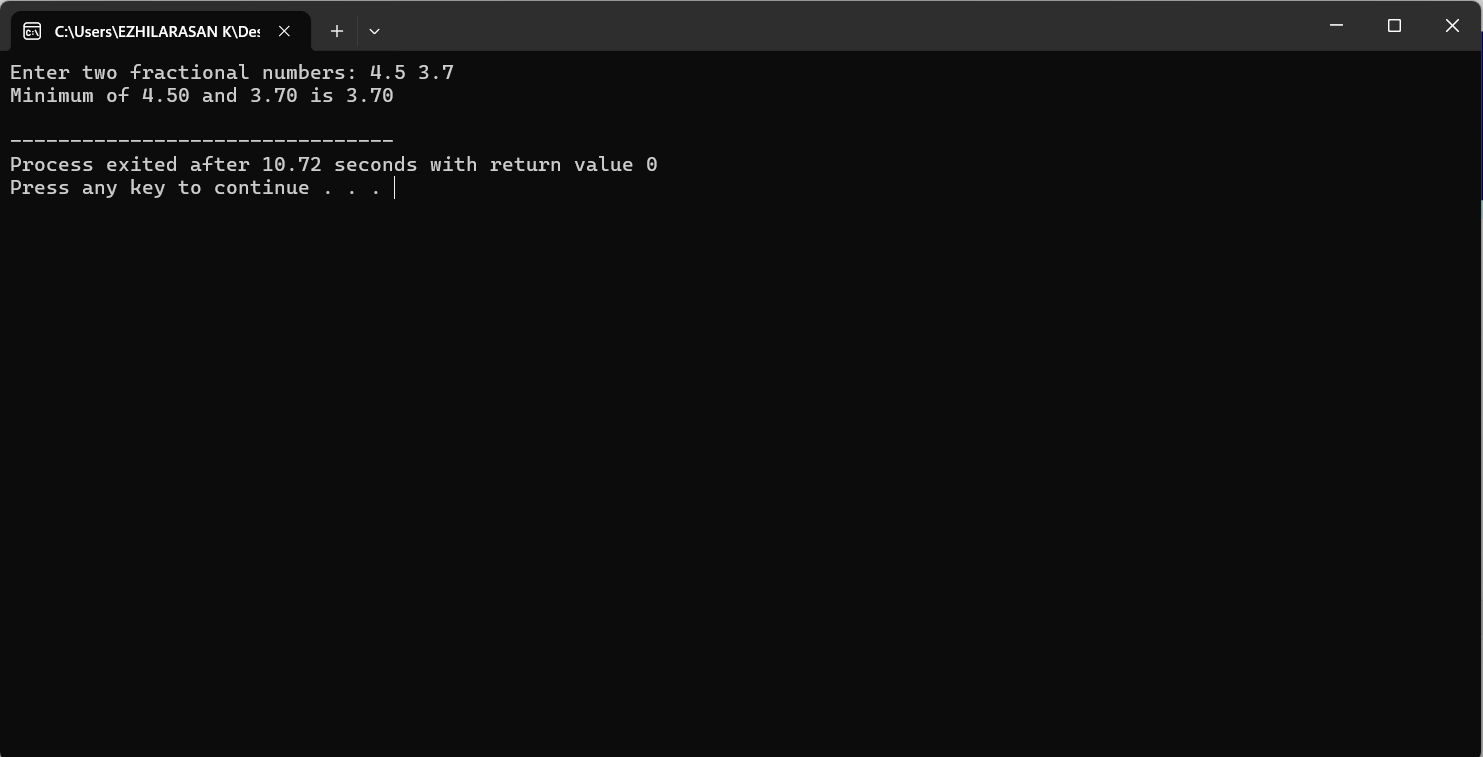 C:\Users\EZHILARASAN K\Des
Enter two fractional numbers: 4.5 3.7
Minimum of 4.50 and 3.70 is 3.70
--------------------------------
Process exited after 10.72 seconds with return value 0
Press any key to continue . . .